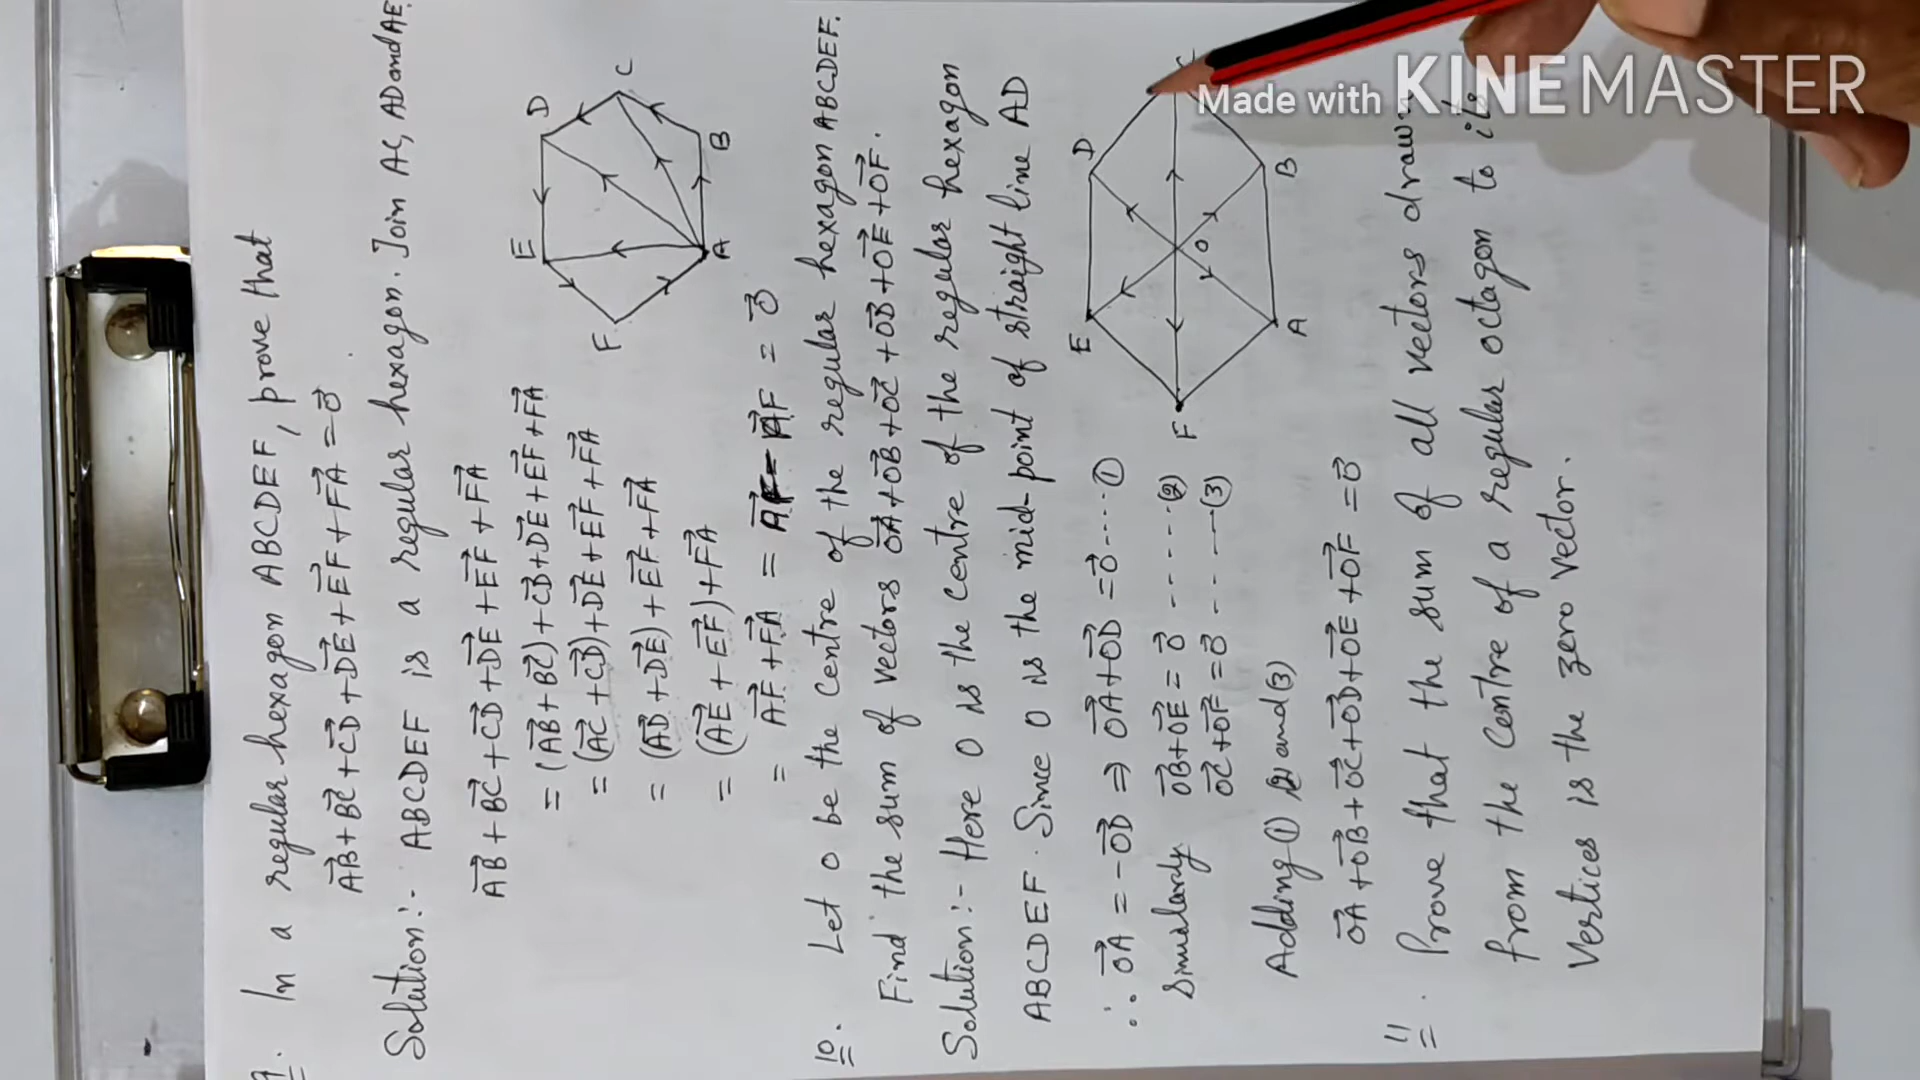 9. In a regular hexagon ABCDEF, prove that
AB⃗ + BC⃗ + CD⃗ + DE⃗ + EF⃗ + FA⃗ = 0⃗
Solution:- ABCDEF is a regular hexagon. Join AC, AD and AE.
AB⃗ + BC⃗ + CD⃗ + DE⃗ + EF⃗ + FA⃗
= (AB⃗ + BC⃗) + CD⃗ + DE⃗ + EF⃗ + FA⃗
= (AC⃗ + CD⃗) + DE⃗ + EF⃗ + FA⃗
= (AD⃗ + DE⃗) + EF⃗ + FA⃗
= (AE⃗ + EF⃗) + FA⃗
= AF⃗ + FA⃗ = AF⃗ - AF⃗ = 0⃗
F E D C B A
10. Let O be the centre of the regular hexagon ABCDEF.
Find the sum of vectors OA⃗ + OB⃗ + OC⃗ + OD⃗ + OE⃗ + OF⃗.
Solution:- Here O is the centre of the regular hexagon
ABCDEF. Since O is the mid-point of straight line AD
∴ OA⃗ = -OD⃗ ⇒ OA⃗ + OD⃗ = 0⃗ ..... ①
Simularly OB⃗ + OE⃗ = 0⃗ ------- (2)
OC⃗ + OF⃗ = 0⃗ ------ (3)
Adding ① (2) and (3)
OA⃗ + OB⃗ + OC⃗ + OD⃗ + OE⃗ + OF⃗ = 0⃗
F E D C B A O
11. Prove that the sum of all vectors drawn
from the centre of a regular octagon to its
vertices is the zero vector.
Made with KINEMASTER